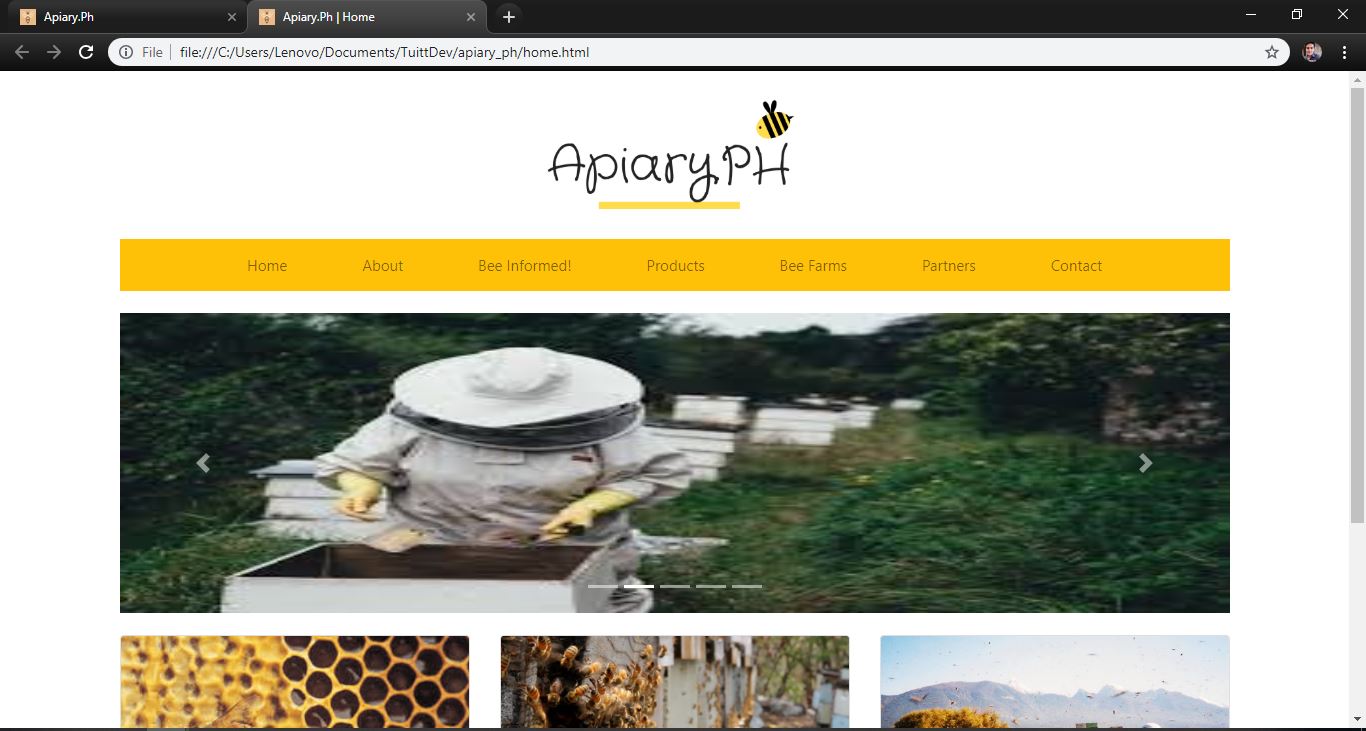 Apiary.Ph
Apiary.Ph | Home
File file:///C:/Users/Lenovo/Documents/TuittDev/apiary_ph/home.html
Apiary.PH
Home About Bee Informed! Products Bee Farms Partners Contact